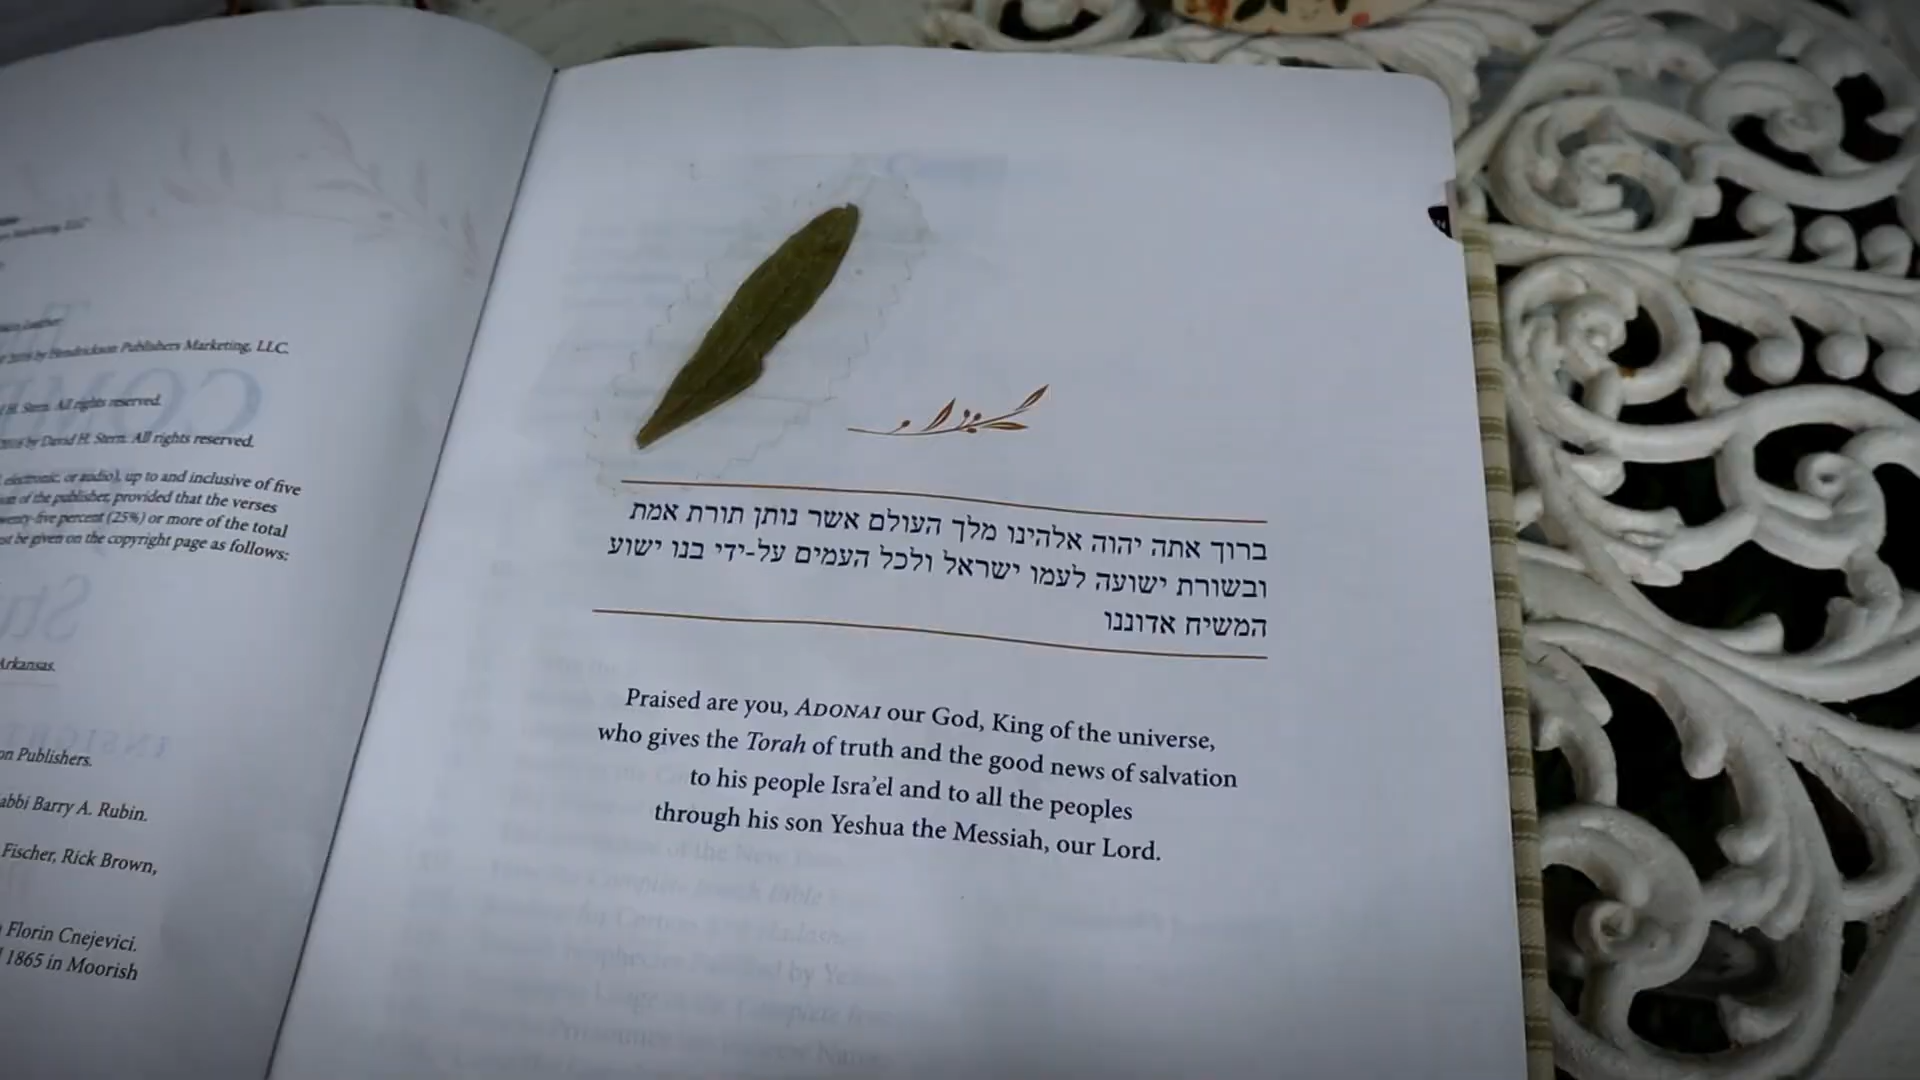 Hendrickson Publishers Marketing, LLC.
H. Stern. All rights reserved.
by David H. Stern. All rights reserved.
electronic, or audio), up to and inclusive of five
of the publisher, provided that the verses
twenty-five percent (25%) or more of the total
be given on the copyright page as follows:
Arkansas.
Publishers.
Barry A. Rubin.
Fischer, Rick Brown,
Florin Cnejevici.
1865 in Moorish
ברוך אתה יהוה אלהינו מלך העולם אשר נותן תורת אמת
ובשורת ישועה לעמו ישראל ולכל העמים על-ידי בנו ישוע
המשיח אדוננו
Praised are you, ADONAI our God, King of the universe,
who gives the Torah of truth and the good news of salvation
to his people Isra’el and to all the peoples
through his son Yeshua the Messiah, our Lord.